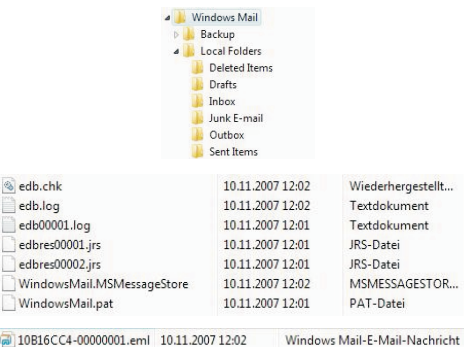 Windows Mail
Backup
Local Folders
Deleted Items
Drafts
Inbox
Junk E-mail
Outbox
Sent Items
edb.chk 10.11.2007 12:02 Wiederhergestellt...
edb.log 10.11.2007 12:02 Textdokument
edb00001.log 10.11.2007 12:01 Textdokument
edbres00001.jrs 10.11.2007 12:01 JRS-Datei
edbres00002.jrs 10.11.2007 12:01 JRS-Datei
WindowsMail.MSMessageStore 10.11.2007 12:02 MSMESSAGESTOR...
WindowsMail.pat 10.11.2007 12:01 PAT-Datei
10B16CC4-00000001.eml 10.11.2007 12:02 Windows Mail-E-Mail-Nachricht